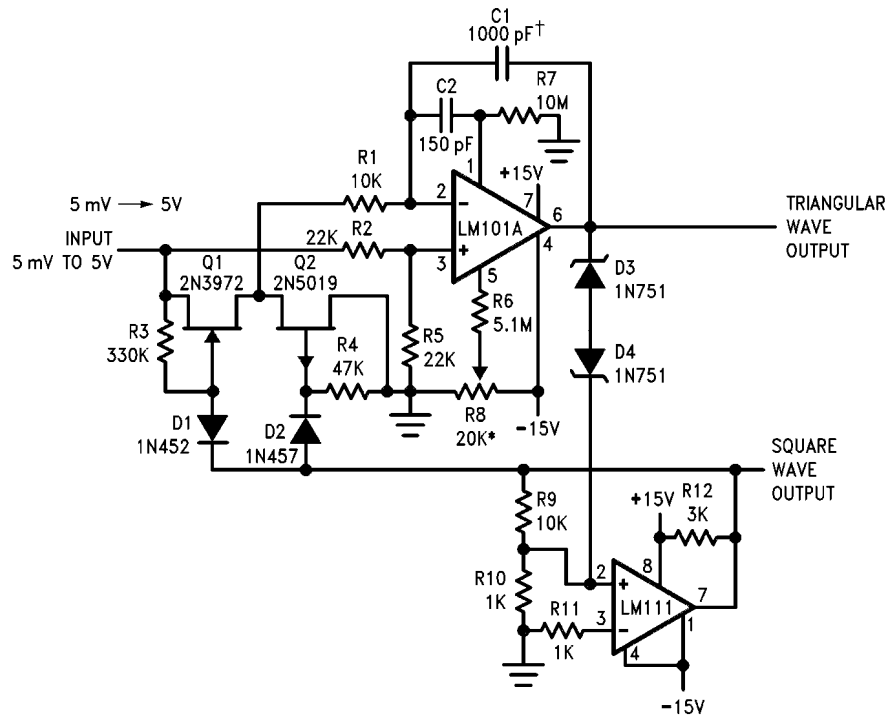 C1
1000 pF†
C2
150 pF
R7
10M
R1
10K
1
+15V
5 mV → 5V
2
−
7
6
LM101A
INPUT
5 mV TO 5V
22K
R2
3
+
4
5
TRIANGULAR
WAVE
OUTPUT
Q1
2N3972
Q2
2N5019
D3
1N751
R3
330K
R4
47K
R5
22K
R6
5.1M
D4
1N751
R8
20K*
−15V
D1
1N452
D2
1N457
SQUARE
WAVE
OUTPUT
R9
10K
+15V
R12
3K
R10
1K
2
+
8
7
LM111
R11
1K
3
−
1
4
−15V